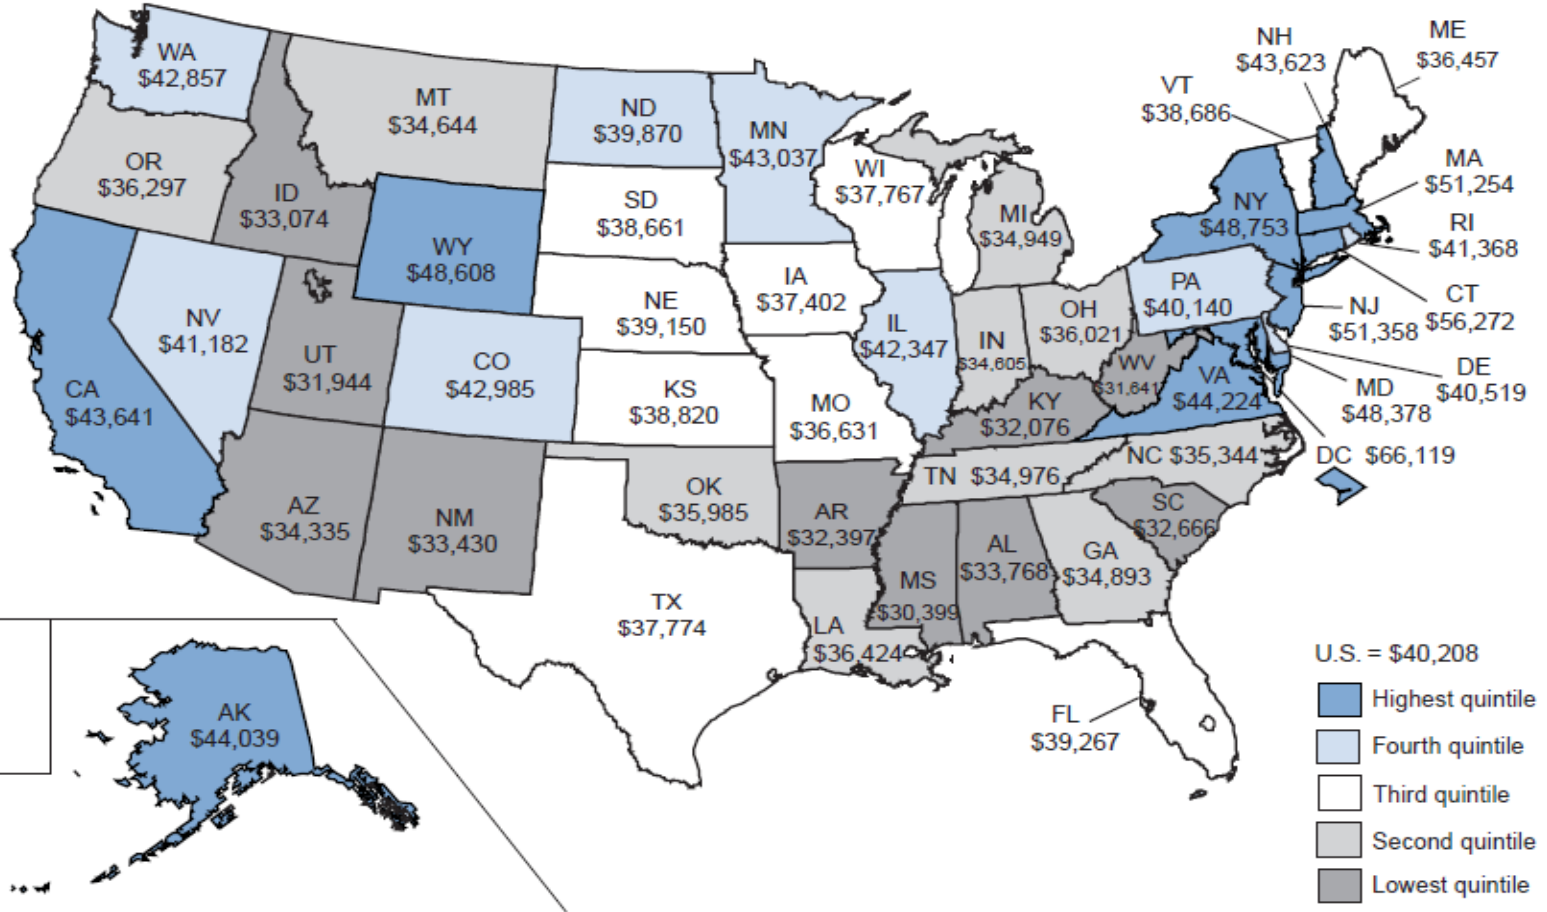 WA
$42,857
OR
$36,297
CA
$43,641
NV
$41,182
ID
$33,074
MT
$34,644
WY
$48,608
UT
$31,944
AZ
$34,335
CO
$42,985
NM
$33,430
ND
$39,870
SD
$38,661
NE
$39,150
KS
$38,820
OK
$35,985
TX
$37,774
MN
$43,037
IA
$37,402
MO
$36,631
AR
$32,397
LA
$36,424
WI
$37,767
IL
$42,347
MI
$34,949
IN
$34,605
OH
$36,021
KY
$32,076
TN $34,976
MS
$30,399
AL
$33,768
GA
$34,893
FL
$39,267
SC
$32,666
NC $35,344
WV
$31,641
VA
$44,224
PA
$40,140
NY
$48,753
VT
$38,686
NH
$43,623
ME
$36,457
MA
$51,254
RI
$41,368
CT
$56,272
NJ
$51,358
DE
$40,519
MD
$48,378
DC $66,119
AK
$44,039
U.S. = $40,208
Highest quintile
Fourth quintile
Third quintile
Second quintile
Lowest quintile